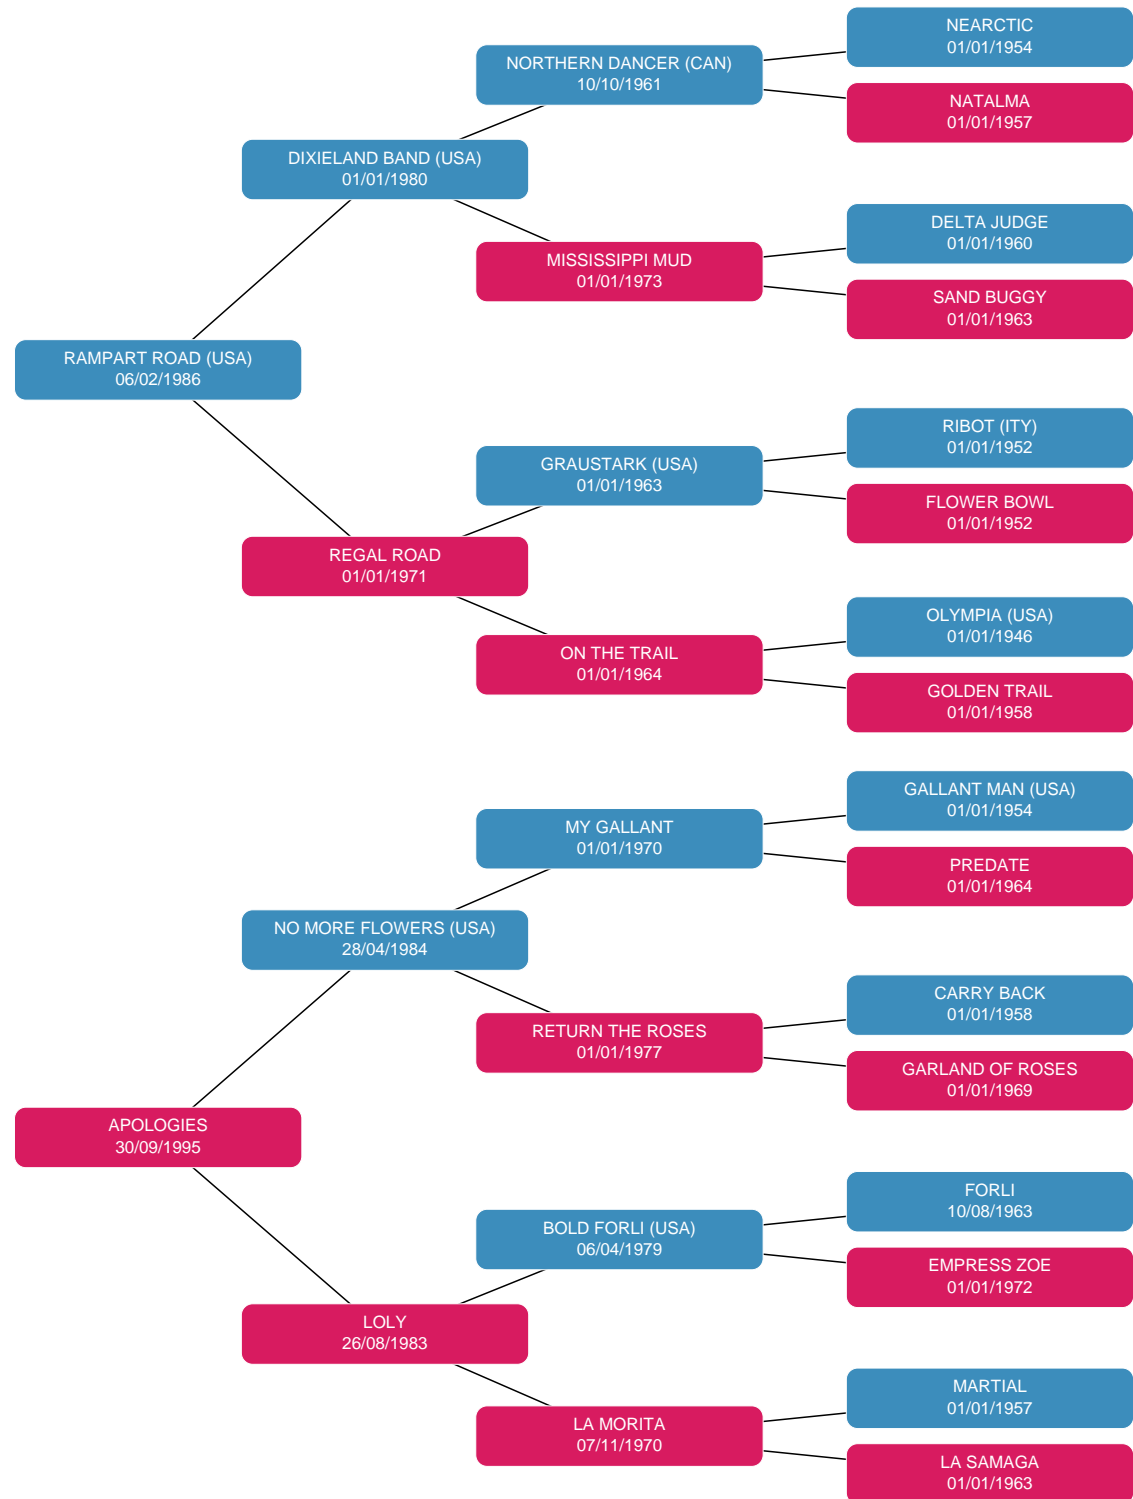 NEARCTIC
01/01/1954
NORTHERN DANCER (CAN)
10/10/1961
NATALMA
01/01/1957
DIXIELAND BAND (USA)
01/01/1980
DELTA JUDGE
01/01/1960
MISSISSIPPI MUD
01/01/1973
SAND BUGGY
01/01/1963
RAMPART ROAD (USA)
06/02/1986
RIBOT (ITY)
01/01/1952
GRAUSTARK (USA)
01/01/1963
FLOWER BOWL
01/01/1952
REGAL ROAD
01/01/1971
OLYMPIA (USA)
01/01/1946
ON THE TRAIL
01/01/1964
GOLDEN TRAIL
01/01/1958
GALLANT MAN (USA)
01/01/1954
MY GALLANT
01/01/1970
PREDATE
01/01/1964
NO MORE FLOWERS (USA)
28/04/1984
CARRY BACK
01/01/1958
RETURN THE ROSES
01/01/1977
GARLAND OF ROSES
01/01/1969
APOLOGIES
30/09/1995
FORLI
10/08/1963
BOLD FORLI (USA)
06/04/1979
EMPRESS ZOE
01/01/1972
LOLY
26/08/1983
MARTIAL
01/01/1957
LA MORITA
07/11/1970
LA SAMAGA
01/01/1963